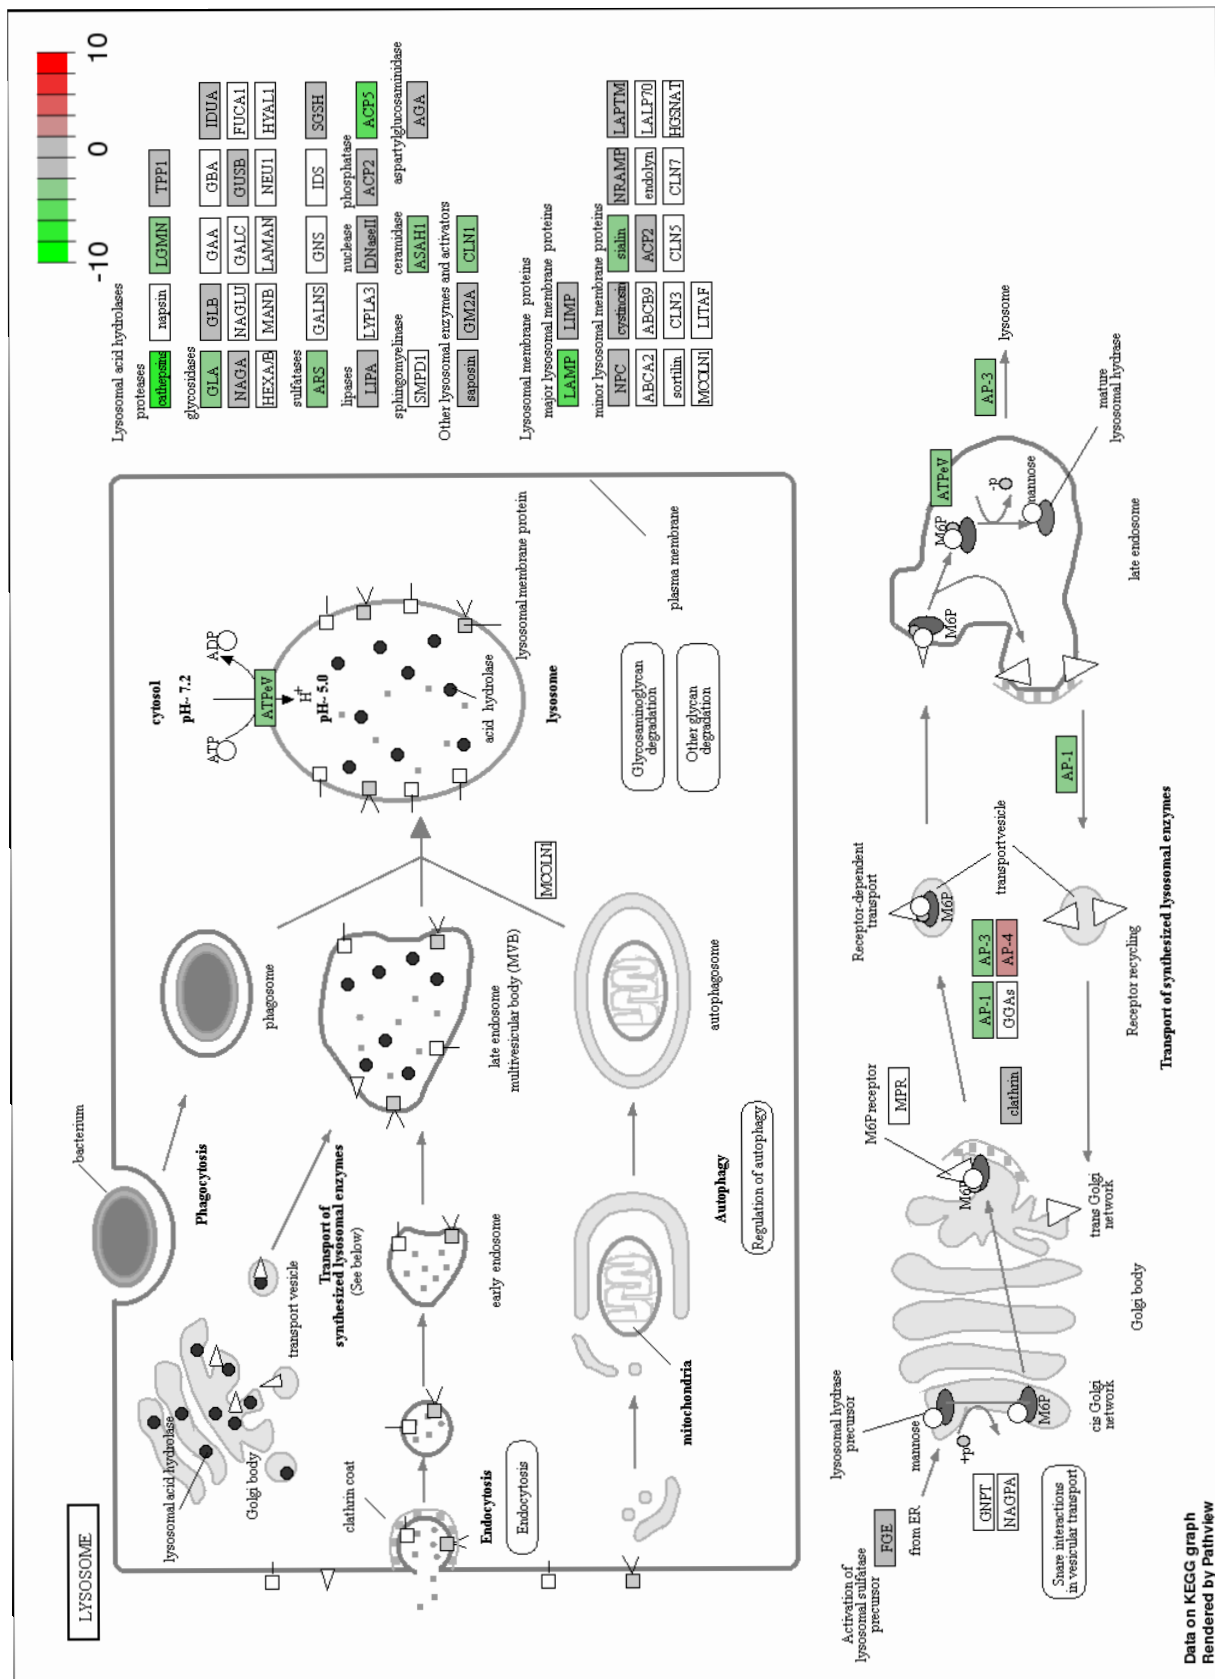 LYSOSOME
bacterium
Phagocytosis
phagosome
lysosomal acid hydrolase
Golgi body
transport vesicle
Transport of
synthesized lysosomal enzymes
(See below)
clathrin coat
Endocytosis
Endocytosis
early endosome
late endosome
multivesicular body (MVB)
MCOLN1
mitochondria
Autophagy
Regulation of autophagy
autophagosome
cytosol
pH~ 7.2
ATP
ADP
ATPeV
H+
pH~ 5.0
acid hydrolase
lysosomal membrane protein
lysosome
Glycosaminoglycan
degradation
Other glycan
degradation
plasma membrane
-10 0 10
Lysosomal acid hydrolases
proteases
cathepsins napsin LGMN TPP1
glycosidases
GLA GLB GAA GBA IDUA
NAGA NAGLU GALC GUSB FUCA1
HEXA/B MANB LAMAN NEU1 HYAL1
sulfatases
ARS GALNS GNS IDS SGSH
lipases nuclease phosphatase
LIPA LYPLA3 DNaseII ACP2 ACP5
sphingomyelinase ceramidase aspartylglucosaminidase
SMPD1 ASAH1 AGA
Other lysosomal enzymes and activators
saposin GM2A CLN1
Lysosomal membrane proteins
major lysosomal membrane proteins
LAMP LIMP
minor lysosomal membrane proteins
NPC cystinosin sialin NRAMP LAPTM
ABCA2 ABCB9 ACP2 endolyn LALP70
sortilin CLN3 CLN5 CLN7 HGSNAT
MCOLN1 LITAF
Activation of
lysosomal sulfatase
precursor
FGE
from ER
lysosomal hydrase
precursor
mannose
+p
M6P
GNPT
NAGPA
Snare interactions
in vesicular transport
cis Golgi
network
Golgi body
trans Golgi
network
M6P
M6P receptor
MPR
clathrin
AP-1 AP-3
GGAs AP-4
Receptor-dependent
transport
M6P
transport vesicle
Receptor recycling
AP-1
Transport of synthesized lysosomal enzymes
M6P
M6P
ATPeV
-p
mannose
late endosome
AP-3
lysosome
mature
lysosomal hydrase
Data on KEGG graph
Rendered by Pathview